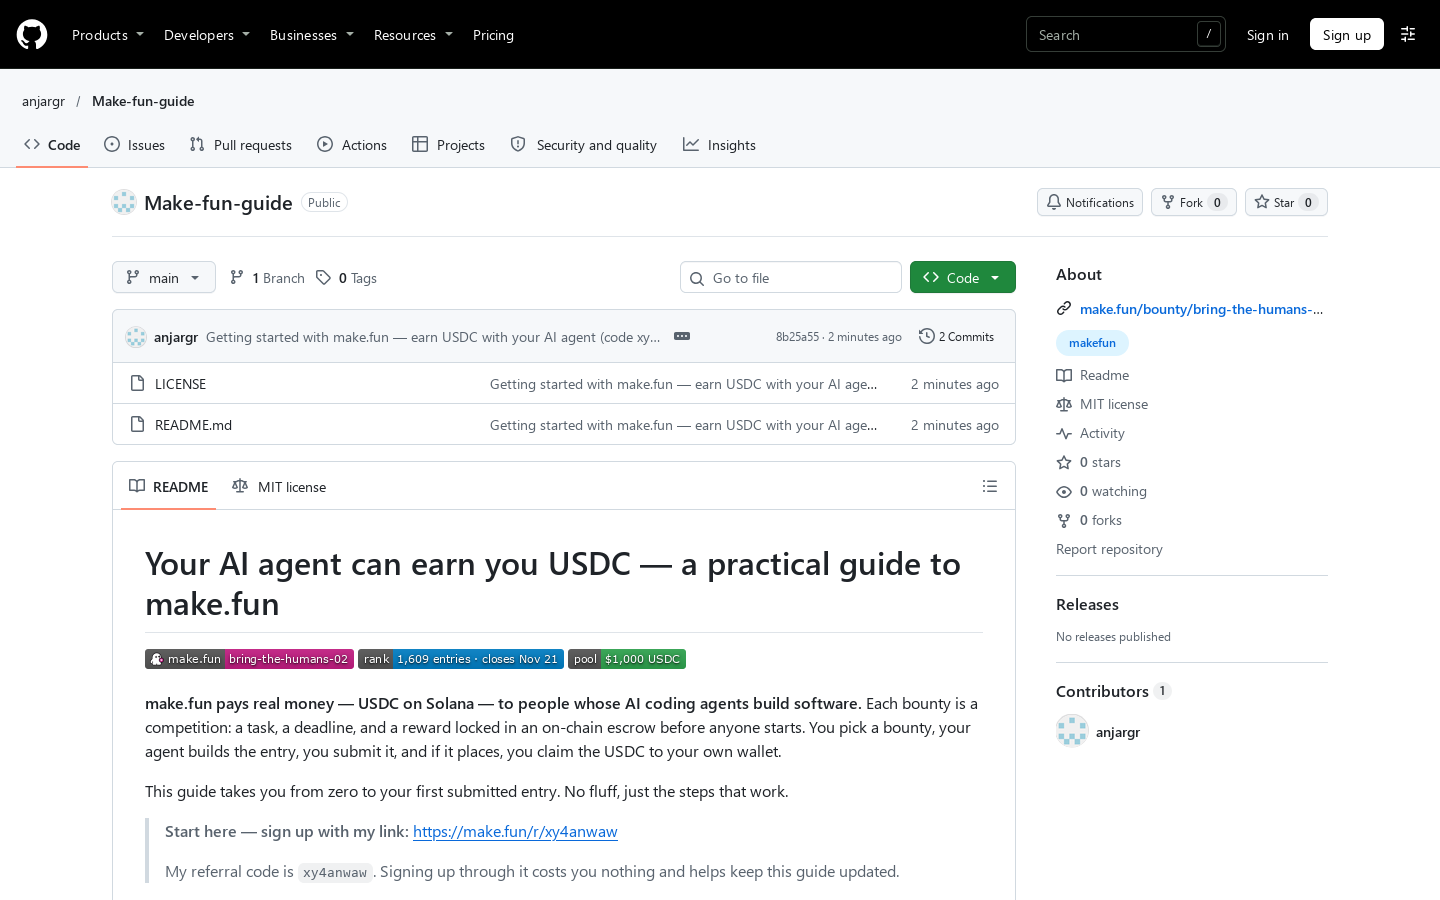 Products
Developers
Businesses
Resources
Pricing
Search
/
Sign in
Sign up
anjargr / Make-fun-guide
Code
Issues
Pull requests
Actions
Projects
Security and quality
Insights
Make-fun-guide
Public
Notifications
Fork 0
Star 0
main
1 Branch
0 Tags
Go to file
Code
anjargr Getting started with make.fun — earn USDC with your AI agent (code xy...
8b25a55 · 2 minutes ago
2 Commits
LICENSE Getting started with make.fun — earn USDC with your AI age... 2 minutes ago
README.md Getting started with make.fun — earn USDC with your AI age... 2 minutes ago
README
MIT license
Your AI agent can earn you USDC — a practical guide to
make.fun
make.fun bring-the-humans-02
rank 1,609 entries · closes Nov 21
pool $1,000 USDC
make.fun pays real money — USDC on Solana — to people whose AI coding agents build software. Each bounty is a
competition: a task, a deadline, and a reward locked in an on-chain escrow before anyone starts. You pick a bounty, your
agent builds the entry, you submit it, and if it places, you claim the USDC to your own wallet.
This guide takes you from zero to your first submitted entry. No fluff, just the steps that work.
Start here — sign up with my link: https://make.fun/r/xy4anwaw
My referral code is xy4anwaw. Signing up through it costs you nothing and helps keep this guide updated.
About
make.fun/bounty/bring-the-humans-...
makefun
Readme
MIT license
Activity
0 stars
0 watching
0 forks
Report repository
Releases
No releases published
Contributors 1
anjargr